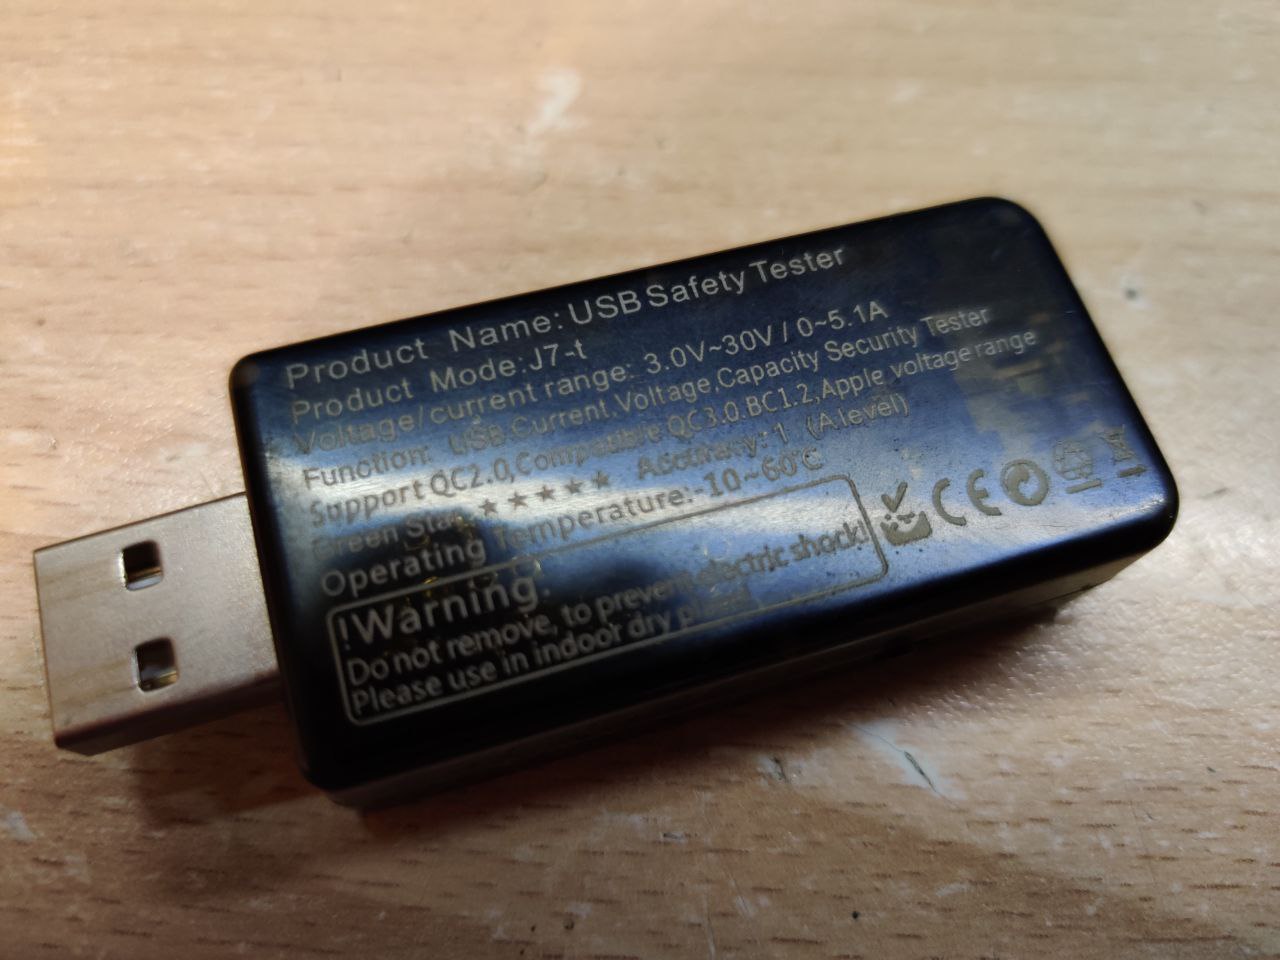 Product Name: USB Safety Tester
Product Mode: J7-t
Voltage/current range: 3.0V~30V / 0~5.1A
Function: USB Current.Voltage.Capacity Security Tester
Support QC2.0,Compatible QC3.0.BC1.2,Apple voltage range
Green Star ★★★★★ : 1 (A level)
Operating Temperature:-10~60℃
!Warning:
Do not remove, to prevent electric shock!
Please use in indoor dry place!
CE